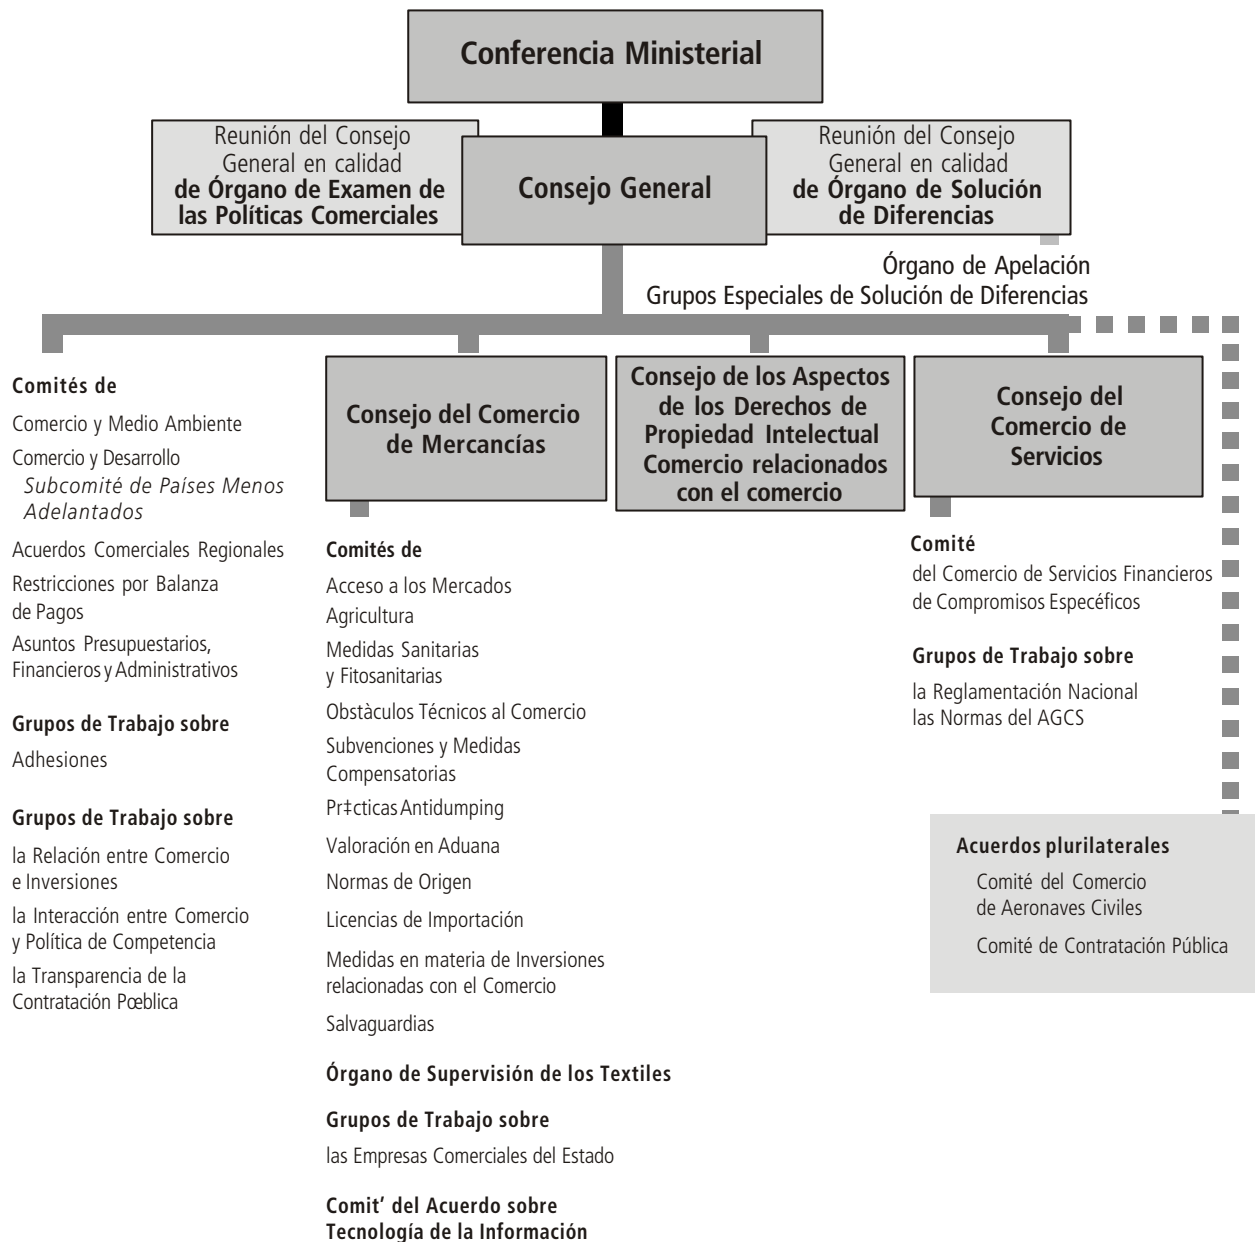 Conferencia Ministerial
Reunión del Consejo
General en calidad
de Órgano de Examen de
las Políticas Comerciales
Consejo General
Reunión del Consejo
General en calidad
de Órgano de Solución
de Diferencias
Órgano de Apelación
Grupos Especiales de Solución de Diferencias
Comités de
Comercio y Medio Ambiente
Comercio y Desarrollo
Subcomité de Países Menos
Adelantados
Acuerdos Comerciales Regionales
Restricciones por Balanza
de Pagos
Asuntos Presupuestarios,
Financieros y Administrativos
Grupos de Trabajo sobre
Adhesiones
Grupos de Trabajo sobre
la Relación entre Comercio
e Inversiones
la Interacción entre Comercio
y Política de Competencia
la Transparencia de la
Contratación Pœblica
Consejo del Comercio
de Mercancías
Comités de
Acceso a los Mercados
Agricultura
Medidas Sanitarias
y Fitosanitarias
Obstàculos Técnicos al Comercio
Subvenciones y Medidas
Compensatorias
Pr‡cticas Antidumping
Valoración en Aduana
Normas de Origen
Licencias de Importación
Medidas en materia de Inversiones
relacionadas con el Comercio
Salvaguardias
Órgano de Supervisión de los Textiles
Grupos de Trabajo sobre
las Empresas Comerciales del Estado
Comit’ del Acuerdo sobre
Tecnología de la Información
Consejo de los Aspectos
de los Derechos de
Propiedad Intelectual
Comercio relacionados
con el comercio
Consejo del
Comercio de
Servicios
Comité
del Comercio de Servicios Financieros
de Compromisos Especéficos
Grupos de Trabajo sobre
la Reglamentación Nacional
las Normas del AGCS
Acuerdos plurilaterales
Comité del Comercio
de Aeronaves Civiles
Comité de Contratación Pública